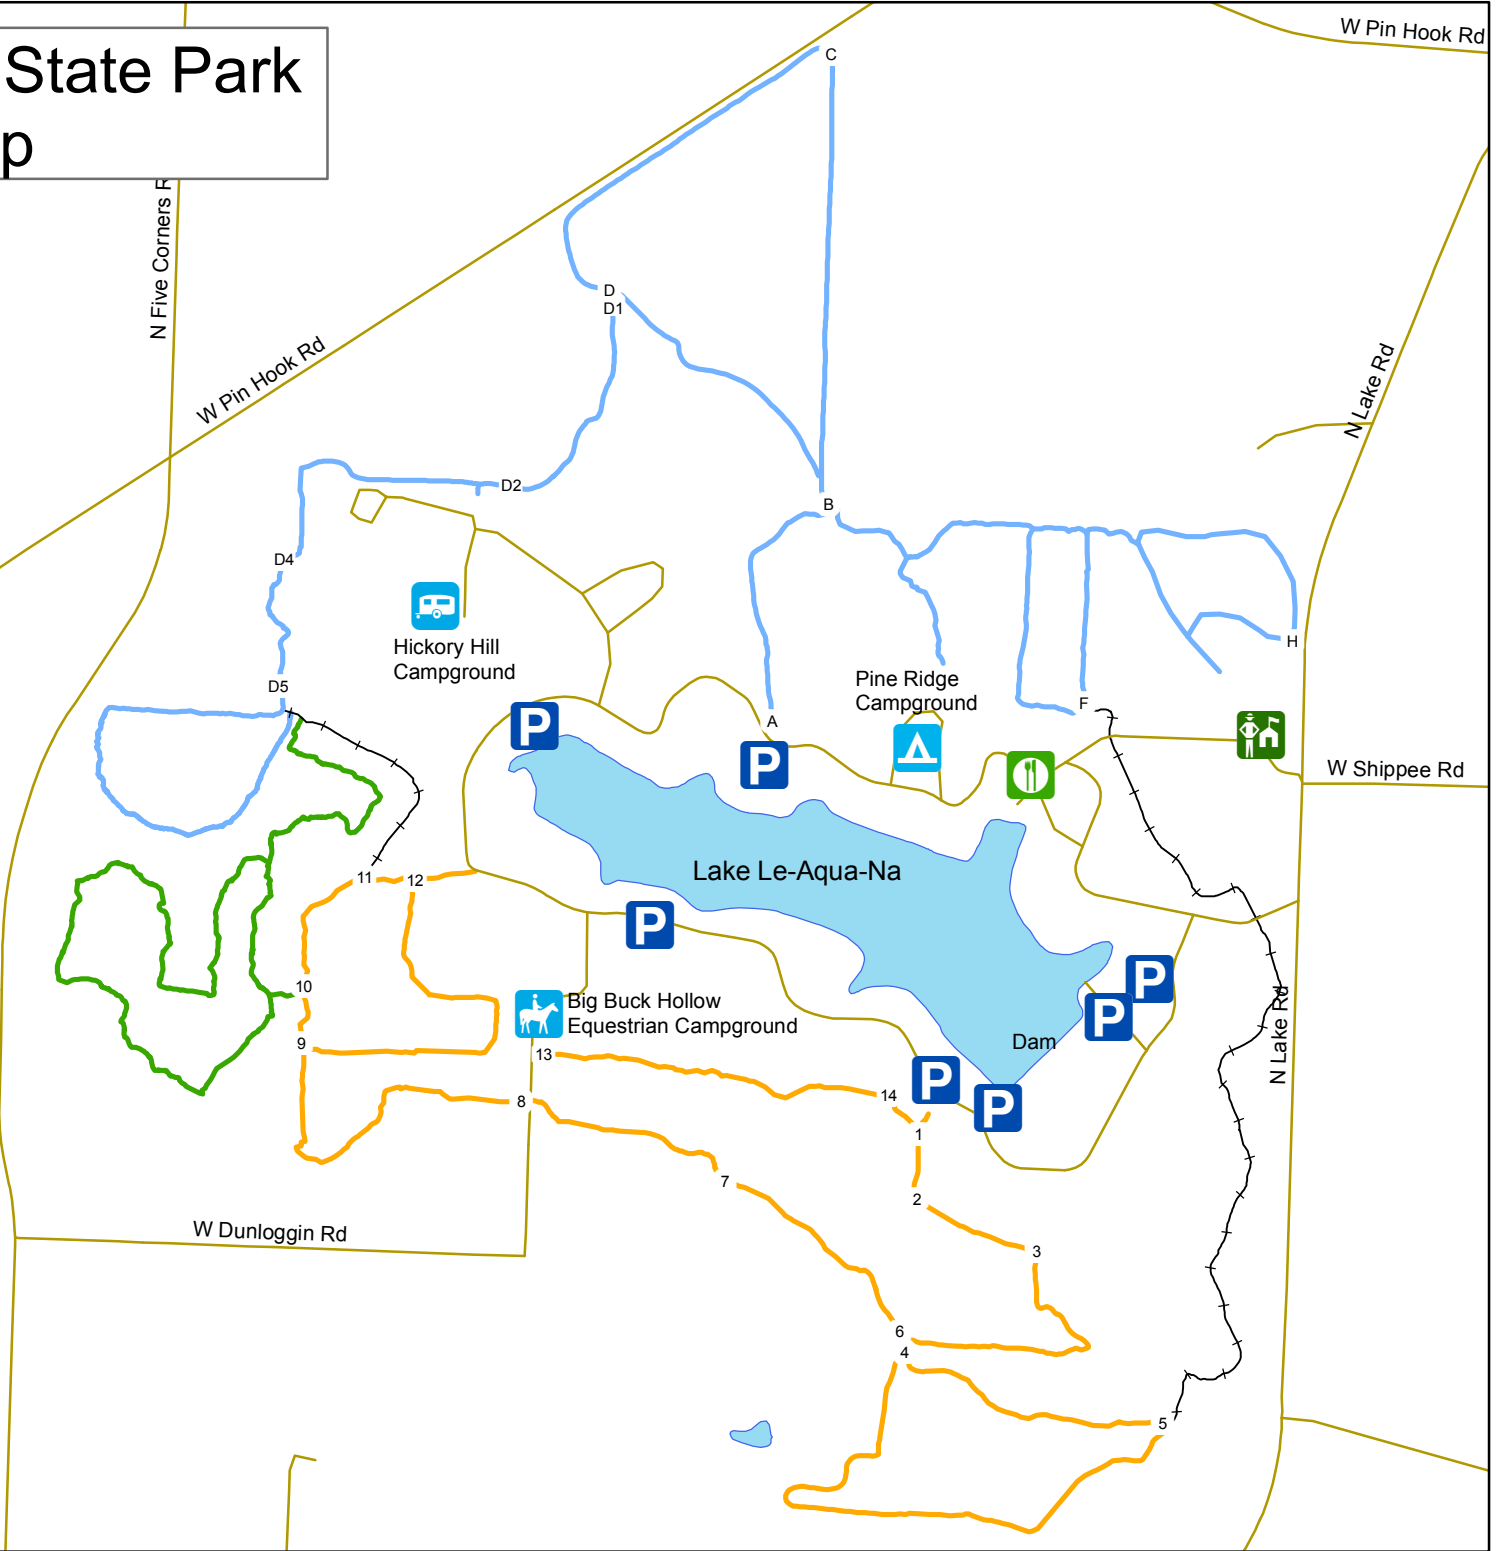 State Park
p
W Pin Hook Rd
C
N Five Corners R
D
D1
W Pin Hook Rd
N Lake Rd
D2
B
D4
H
Hickory Hill
Campground
D5
Pine Ridge
Campground
F
A
P
P
W Shippee Rd
Lake Le-Aqua-Na
11
12
P
P
10
Big Buck Hollow
Equestrian Campground
P
Dam
N Lake Rd
9
13
P
14
8
P
1
7
2
W Dunloggin Rd
3
6
4
5